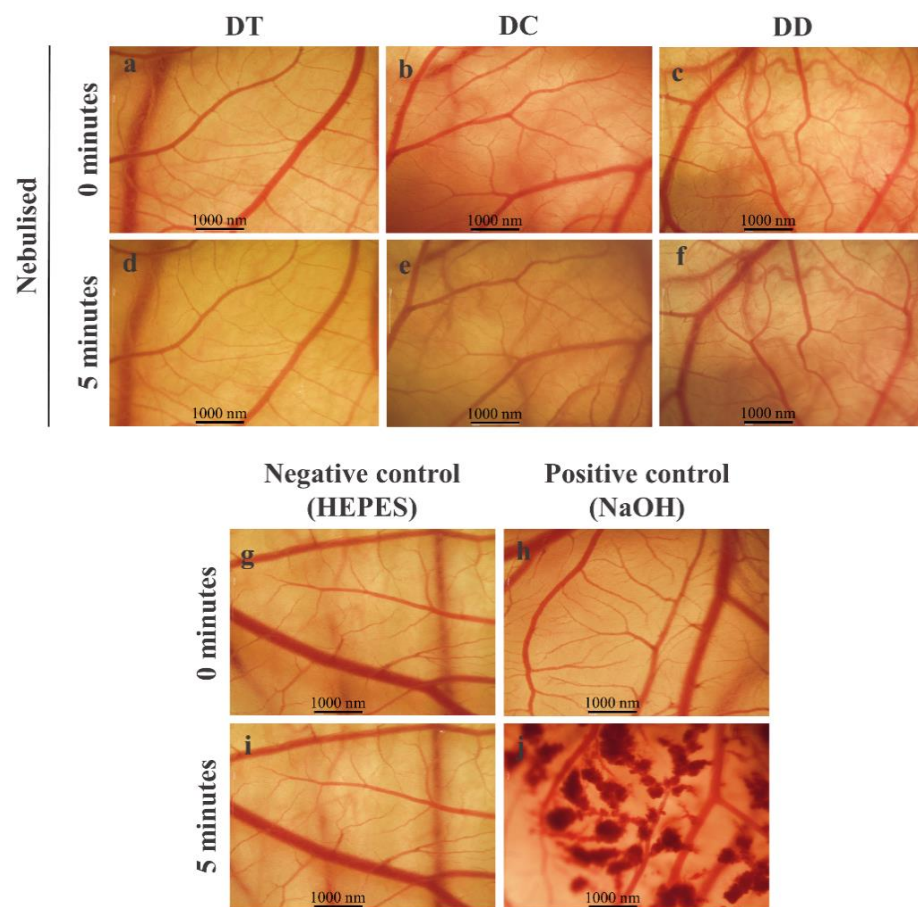 DT DC DD
Nebulised
0 minutes
a b c
1000 nm 1000 nm 1000 nm
5 minutes
d e f
1000 nm 1000 nm 1000 nm
Negative control Positive control
(HEPES) (NaOH)
0 minutes
g h
1000 nm 1000 nm
5 minutes
i j
1000 nm 1000 nm